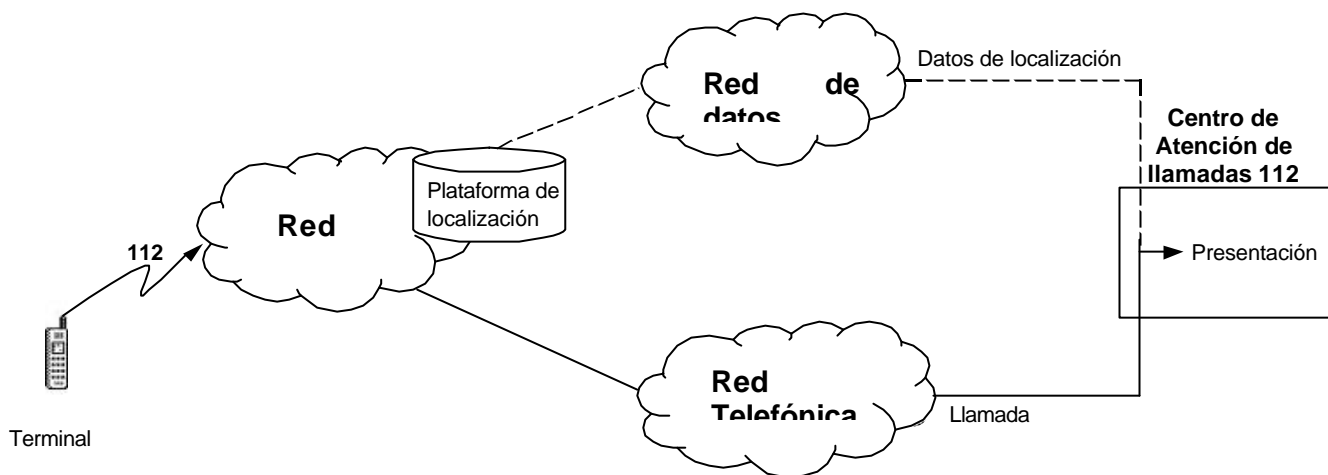 Datos de localización
Red de
datos
Centro de
Atención de
llamadas 112
Plataforma de
localización
Red
112
Presentación
Red
Telefónica
Llamada
Terminal